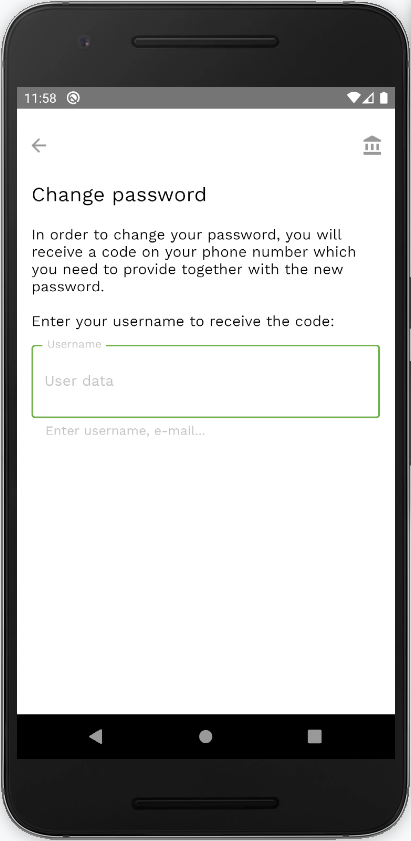 11:58
Change password
In order to change your password, you will
receive a code on your phone number which
you need to provide together with the new
password.
Enter your username to receive the code:
Username
User data
Enter username, e-mail...